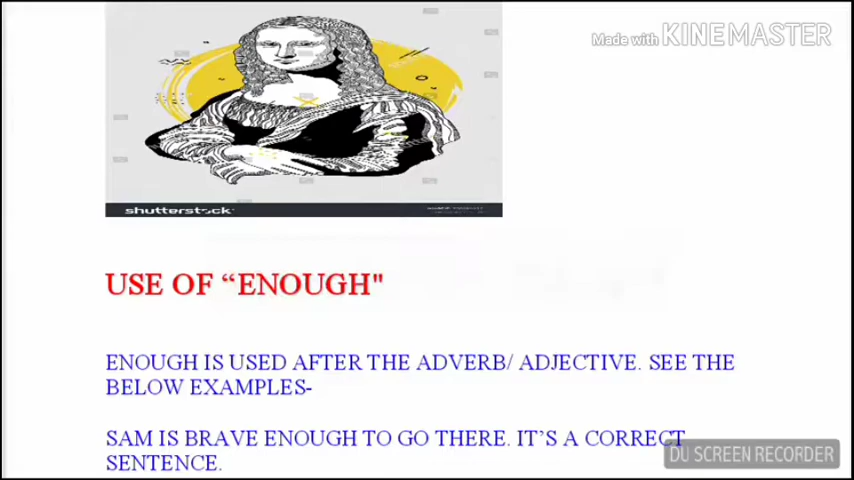 Made with KINEMASTER
shutterstock
USE OF “ENOUGH"
ENOUGH IS USED AFTER THE ADVERB/ ADJECTIVE. SEE THE
BELOW EXAMPLES-
SAM IS BRAVE ENOUGH TO GO THERE. IT’S A CORRECT
SENTENCE.
DU SCREEN RECORDER